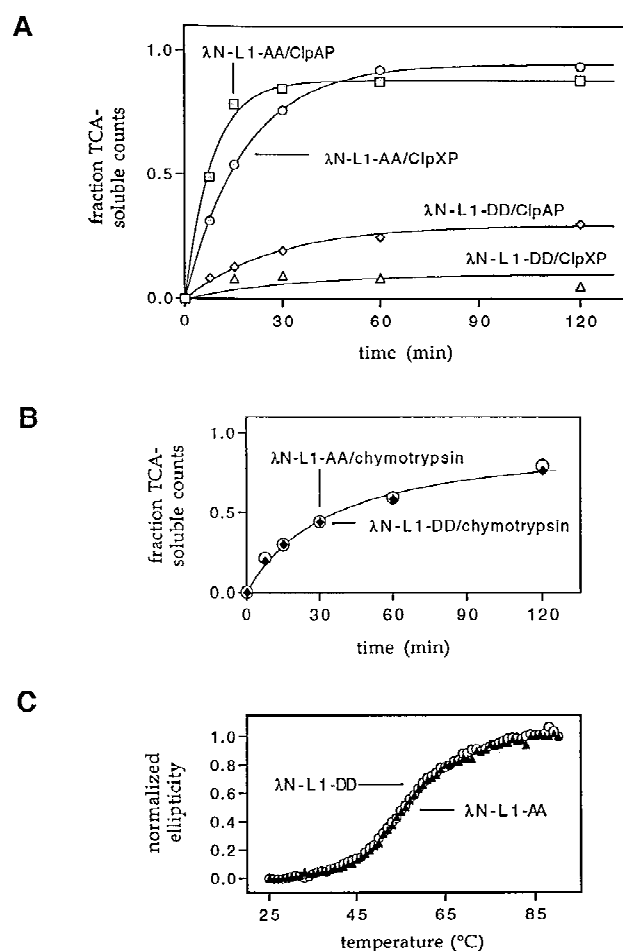 A
1.0
0.5
0.0
fraction TCA-
soluble counts
λN-L1-AA/ClpAP
λN-L1-AA/ClpXP
λN-L1-DD/ClpAP
λN-L1-DD/ClpXP
0
30
60
90
120
time (min)
B
1.0
0.5
0.0
fraction TCA-
soluble counts
λN-L1-AA/chymotrypsin
λN-L1-DD/chymotrypsin
0
30
60
90
120
time (min)
C
1.0
0.8
0.6
0.4
0.2
0.0
normalized
ellipticity
λN-L1-DD
λN-L1-AA
25
45
65
85
temperature (°C)